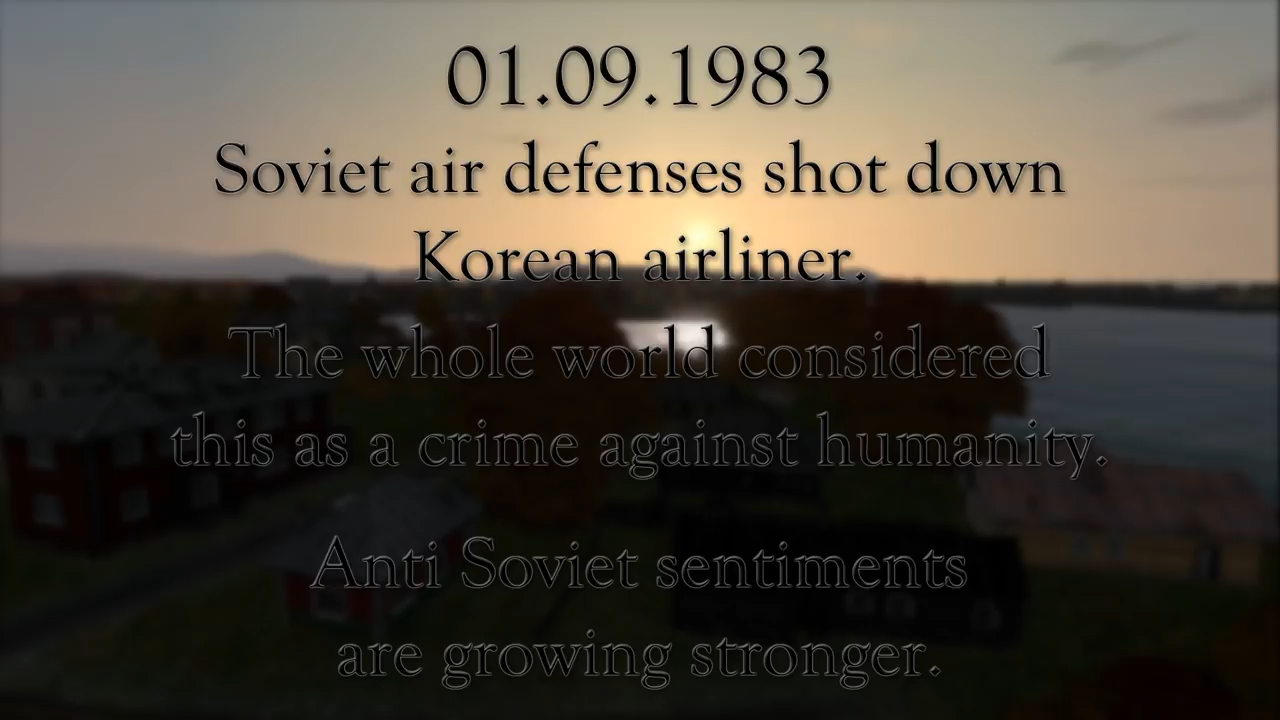 01.09.1983
Soviet air defenses shot down
Korean airliner.
The whole world considered
this as a crime against humanity.
Anti Soviet sentiments
are growing stronger.